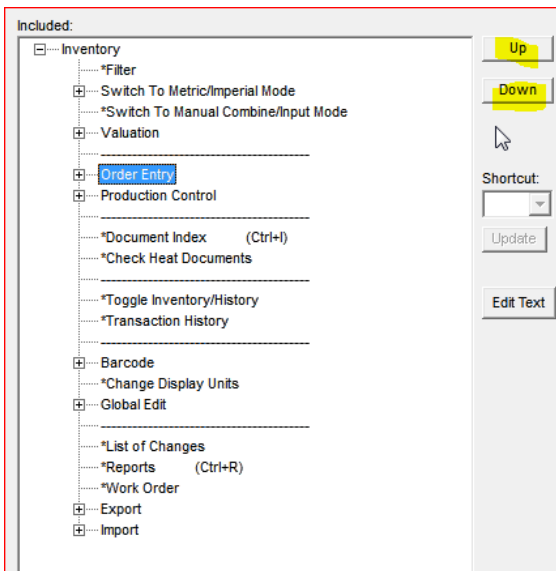 Included:
Inventory
*Filter
Switch To Metric/Imperial Mode
*Switch To Manual Combine/Input Mode
Valuation
Order Entry
Production Control
*Document Index (Ctrl+I)
*Check Heat Documents
*Toggle Inventory/History
*Transaction History
Barcode
*Change Display Units
Global Edit
*List of Changes
*Reports (Ctrl+R)
*Work Order
Export
Import
Up
Down
Shortcut:
Update
Edit Text